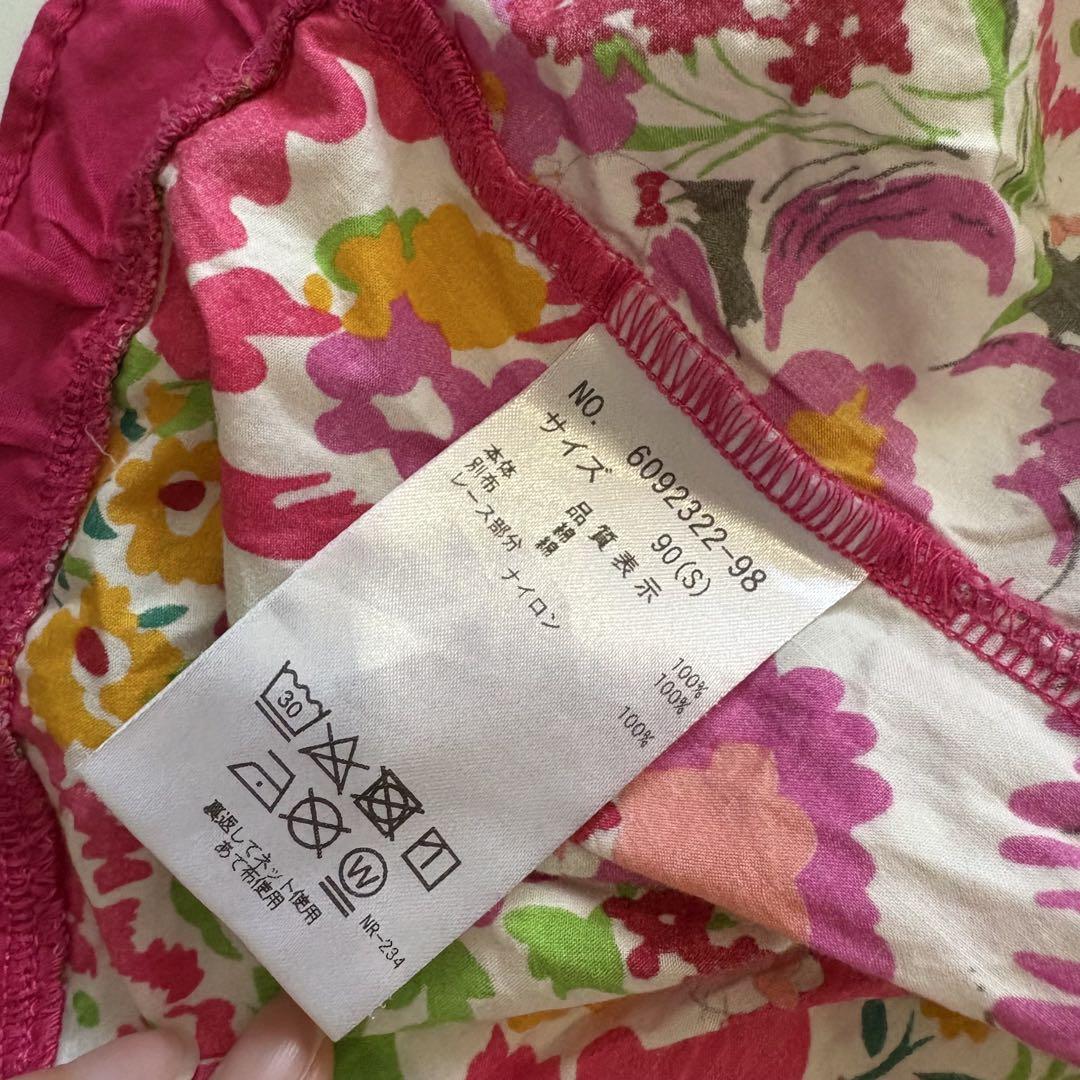 NO. 6092322-98
サイズ 90(S)
品質表示
本体 綿 100%
別布 綿 100%
レース部分 ナイロン 100%
30
W
裏返してネット使用
あて布使用
NR-234